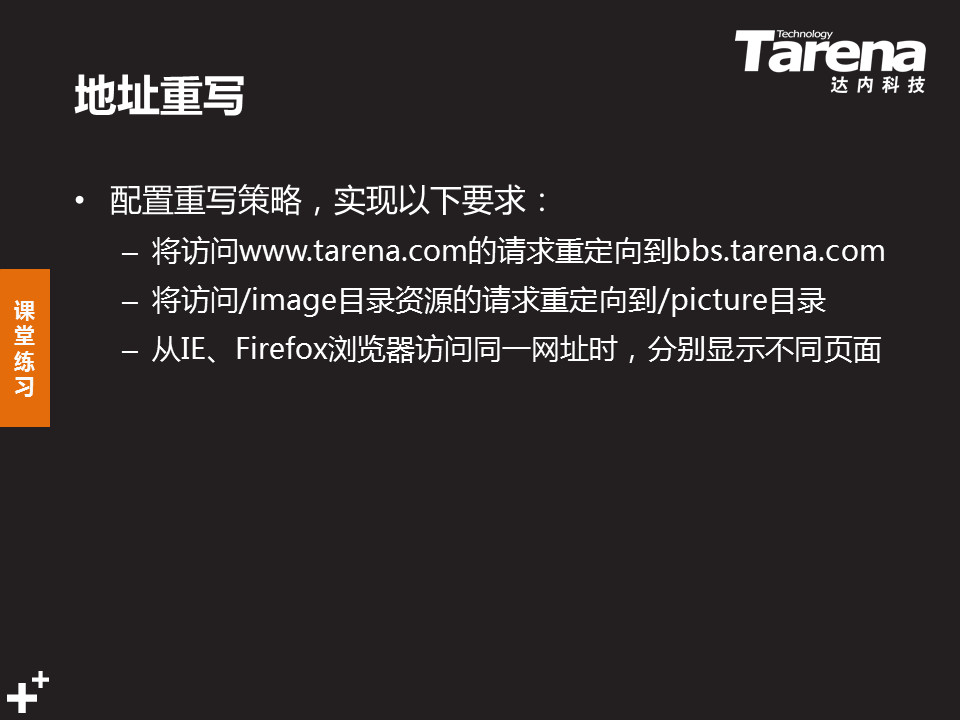 Technology
Tarena
达内科技
地址重写
• 配置重写策略，实现以下要求：
– 将访问www.tarena.com的请求重定向到bbs.tarena.com
– 将访问/image目录资源的请求重定向到/picture目录
– 从IE、Firefox浏览器访问同一网址时，分别显示不同页面
课堂练习